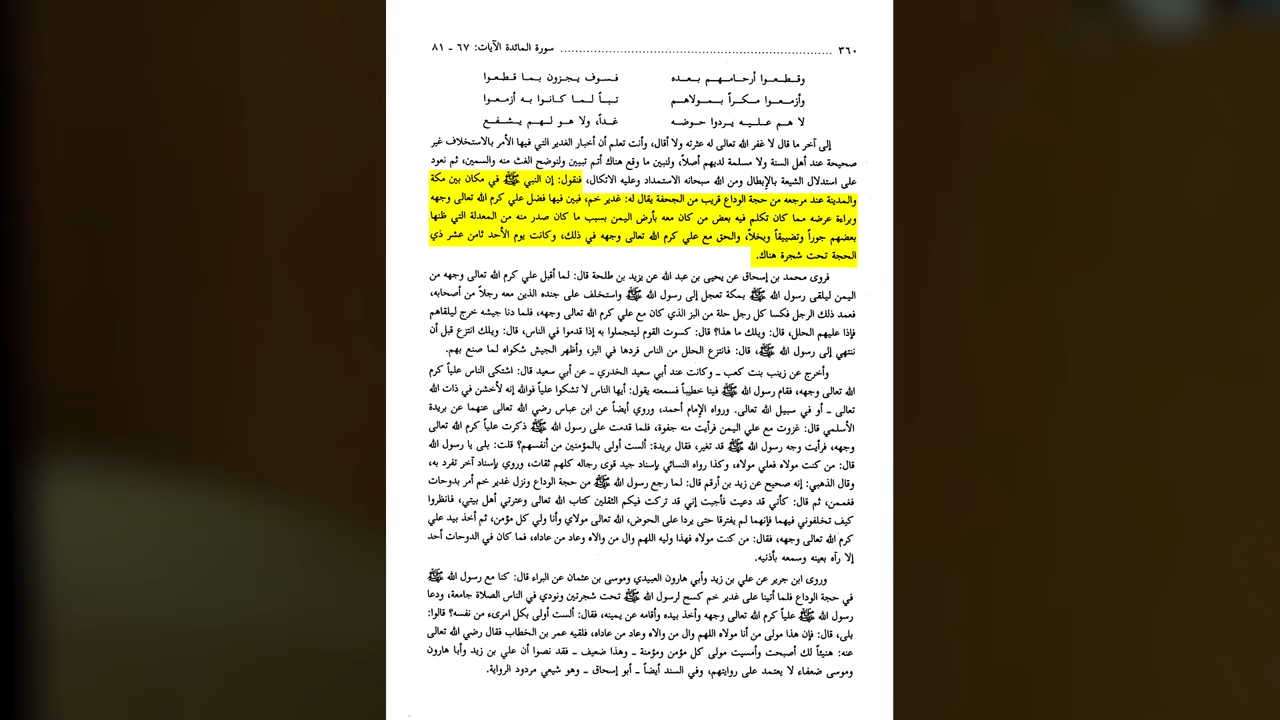 ٣٦٠ ........ سورة المائدة الآيات: ٦٧ ـ ٨١
وقطعوا أرحامهم بعده فسوف يجزون بما قطعوا
وأزمعوا مكراً بمولاهم تباً لما كانوا به أزمعوا
لا هم عليه يردوا حوضه غداً، ولا هو لهم يشفع
إلى آخر ما قال لا غفر الله تعالى له عثرته ولا أقال، وأنت تعلم أن أخبار الغدير التي فيها الأمر بالاستخلاف غير
صحيحة عند أهل السنة ولا مسلمة لديهم أصلاً، ولنبين ما وقع هناك أتم تبيين ولنوضح الغث منه والسمين، ثم نعود
على استدلال الشيعة بالإبطال ومن الله سبحانه الاستمداد وعليه الاتكال، فنقول: إن النبي ﷺ في مكان بين مكة
والمدينة عند مرجعه من حجة الوداع قريب من الجحفة يقال له: غدير خم، فبين فيها فضل علي كرم الله تعالى وجهه
وبراءة عرضه مما كان تكلم فيه بعض من كان معه بأرض اليمن بسبب ما كان صدر منه من المعدلة التي ظنها
بعضهم جوراً وتضييقاً وبخلاً، والحق مع علي كرم الله تعالى وجهه في ذلك، وكانت يوم الأحد ثامن عشر ذي
الحجة تحت شجرة هناك.
فروى محمد بن إسحاق عن يحيى بن عبد الله عن يزيد بن طلحة قال: لما أقبل علي كرم الله تعالى وجهه من
اليمن ليلقى رسول الله ﷺ بمكة تعجل إلى رسول الله ﷺ واستخلف على جنده الذين معه رجلاً من أصحابه،
فعمد ذلك الرجل فكسا كل رجل حلة من البز الذي كان مع علي كرم الله تعالى وجهه، فلما دنا جيشه خرج ليلقاهم
فإذا عليهم الحلل، قال: ويلك ما هذا؟ قال: كسوت القوم ليتجملوا به إذا قدموا في الناس، قال: ويلك انتزع قبل أن
ننتهي إلى رسول الله ﷺ، قال: فانتزع الحلل من الناس فردها في البز، وأظهر الجيش شكواه لما صنع بهم.
وأخرج عن زينب بنت كعب ـ وكانت عند أبي سعيد الخدري ـ عن أبي سعيد قال: اشتكى الناس علياً كرم
الله تعالى وجهه، فقام رسول الله ﷺ فينا خطيباً فسمعته يقول: أيها الناس لا تشكوا علياً فوالله إنه لأخشن في ذات الله
تعالى ـ أو في سبيل الله تعالى. ورواه الإمام أحمد، وروي أيضاً عن ابن عباس رضي الله تعالى عنهما عن بريدة
الأسلمي قال: غزوت مع علي اليمن فرأيت منه جفوة، فلما قدمت على رسول الله ﷺ ذكرت علياً كرم الله تعالى
وجهه، فرأيت وجه رسول الله ﷺ قد تغير، فقال بريدة: ألست أولى بالمؤمنين من أنفسهم؟ قلت: بلى يا رسول الله
قال: من كنت مولاه فعلي مولاه، وكذا رواه النسائي بإسناد جيد قوى رجاله كلهم ثقات، وروي بإسناد آخر تفرد به،
وقال الذهبي: إنه صحيح عن زيد بن أرقم قال: لما رجع رسول الله ﷺ من حجة الوداع ونزل غدير خم أمر بدوحات
فغممن، ثم قال: كأني قد دعيت فأجبت إني قد تركت فيكم الثقلين كتاب الله تعالى وعترتي أهل بيتي، فانظروا
كيف تخلفوني فيهما فإنهما لم يفترقا حتى يردا على الحوض، الله تعالى مولاي وأنا ولي كل مؤمن، ثم أخذ بيد علي
كرم الله تعالى وجهه، فقال: من كنت مولاه فهذا وليه اللهم وال من والاه وعاد من عاداه، فما كان في الدوحات أحد
إلا رآه بعينه وسمعه بأذنيه.
وروى ابن جرير عن علي بن زيد وأبي هارون العبيدي وموسى بن عثمان عن البراء قال: كنا مع رسول الله ﷺ
في حجة الوداع فلما أتينا على غدير خم كسح لرسول الله ﷺ تحت شجرتين ونودي في الناس الصلاة جامعة، ودعا
رسول الله ﷺ علياً كرم الله تعالى وجهه وأخذ بيده وأقامه عن يمينه، فقال: ألست أولى بكل امرىء من نفسه؟ قالوا:
بلى، قال: فإن هذا مولى من أنا مولاه اللهم وال من والاه وعاد من عاداه، فلقيه عمر بن الخطاب فقال رضي الله تعالى
عنه: هنيئاً لك أصبحت وأمسيت مولى كل مؤمن ومؤمنة ـ وهذا ضعيف ـ فقد نصوا أن علي بن زيد وأبا هارون
وموسى ضعفاء لا يعتمد على روايتهم، وفي السند أيضاً ـ أبو إسحاق ـ وهو شيعي مردود الرواية.